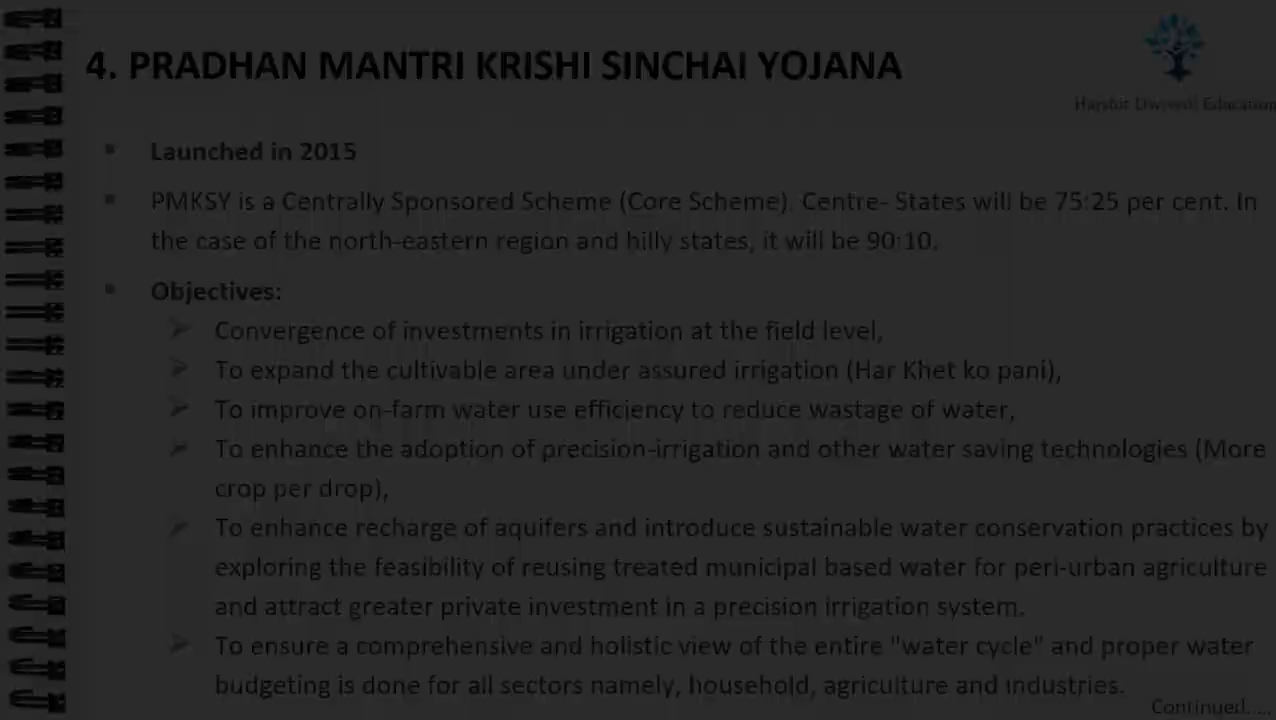 4. PRADHAN MANTRI KRISHI SINCHAI YOJANA
Harshit Dwivedi Education
▪ Launched in 2015
▪ PMKSY is a Centrally Sponsored Scheme (Core Scheme). Centre- States will be 75:25 per cent. In
the case of the north-eastern region and hilly states, it will be 90:10.
▪ Objectives:
➢ Convergence of investments in irrigation at the field level,
➢ To expand the cultivable area under assured irrigation (Har Khet ko pani),
➢ To improve on-farm water use efficiency to reduce wastage of water,
➢ To enhance the adoption of precision-irrigation and other water saving technologies (More
crop per drop),
➢ To enhance recharge of aquifers and introduce sustainable water conservation practices by
exploring the feasibility of reusing treated municipal based water for peri-urban agriculture
and attract greater private investment in a precision irrigation system.
➢ To ensure a comprehensive and holistic view of the entire "water cycle" and proper water
budgeting is done for all sectors namely, household, agriculture and industries.
Continued.....